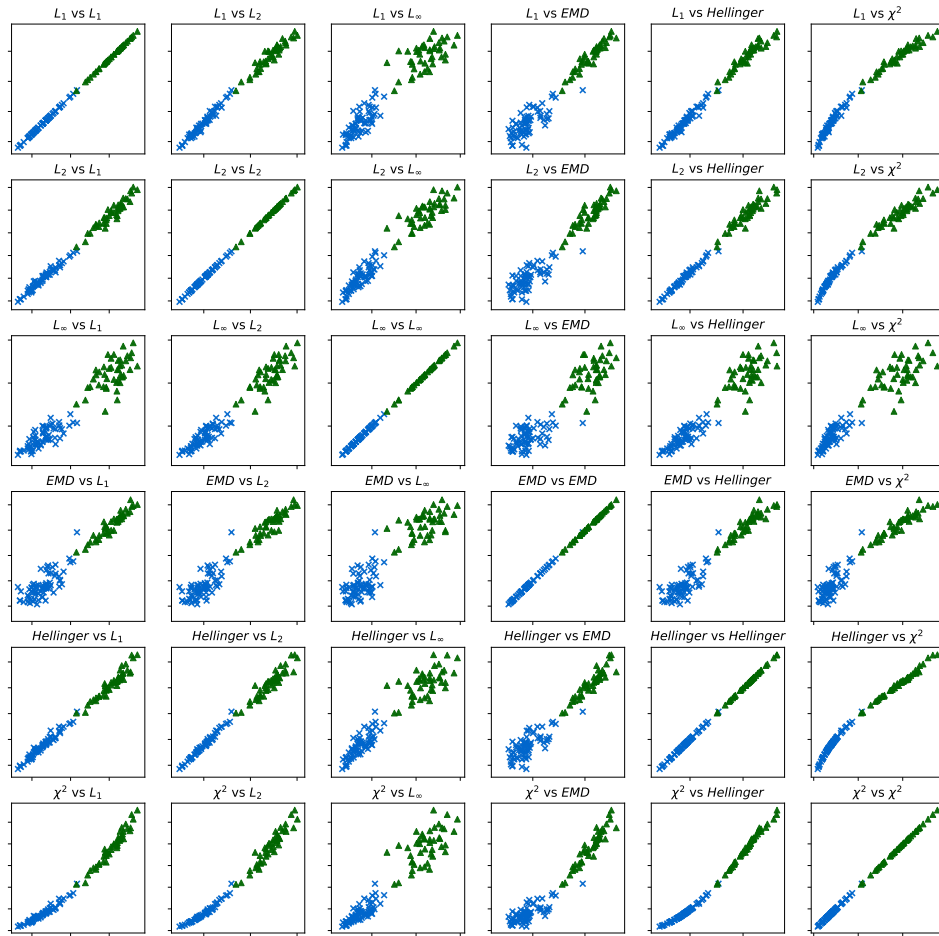 L₁ vs L₁
L₁ vs L₂
L₁ vs L∞
L₁ vs EMD
L₁ vs Hellinger
L₁ vs χ²
L₂ vs L₁
L₂ vs L₂
L₂ vs L∞
L₂ vs EMD
L₂ vs Hellinger
L₂ vs χ²
L∞ vs L₁
L∞ vs L₂
L∞ vs L∞
L∞ vs EMD
L∞ vs Hellinger
L∞ vs χ²
EMD vs L₁
EMD vs L₂
EMD vs L∞
EMD vs EMD
EMD vs Hellinger
EMD vs χ²
Hellinger vs L₁
Hellinger vs L₂
Hellinger vs L∞
Hellinger vs EMD
Hellinger vs Hellinger
Hellinger vs χ²
χ² vs L₁
χ² vs L₂
χ² vs L∞
χ² vs EMD
χ² vs Hellinger
χ² vs χ²